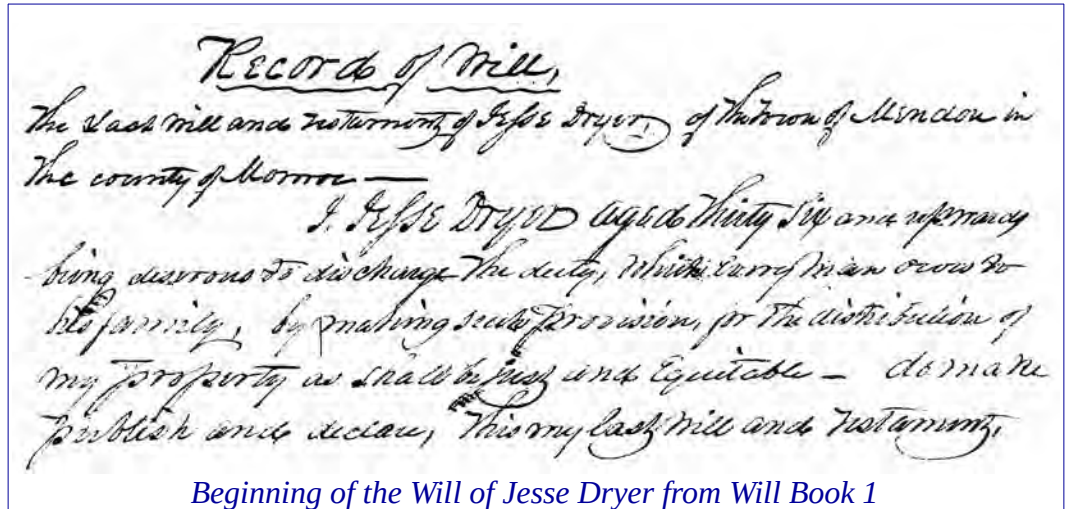 Record of Will,
The Last Will and Testament of Jesse Dryer, of the Town of Mendon in
the county of Monroe —
I, Jesse Dryer aged Thirty Six and upwards
being desirous to discharge the duty, which every man owes to
his family, by making such provision, for the distribution of
my property as shall be just and Equitable — do make
publish and declare, this my last Will and Testament,
Beginning of the Will of Jesse Dryer from Will Book 1